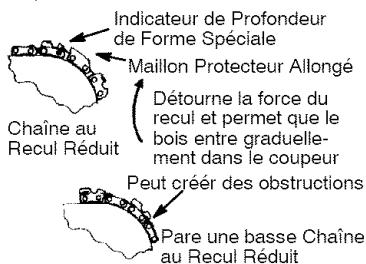 Indicateur de Profondeur
de Forme Spéciale
Maillon Protecteur Allongé
Détourne la force du
recul et permet que le
bois entre graduelle-
ment dans le coupeur
Chaîne au
Recul Réduit
Peut créér des obstructions
Pare une basse Chaîne
au Recul Réduit